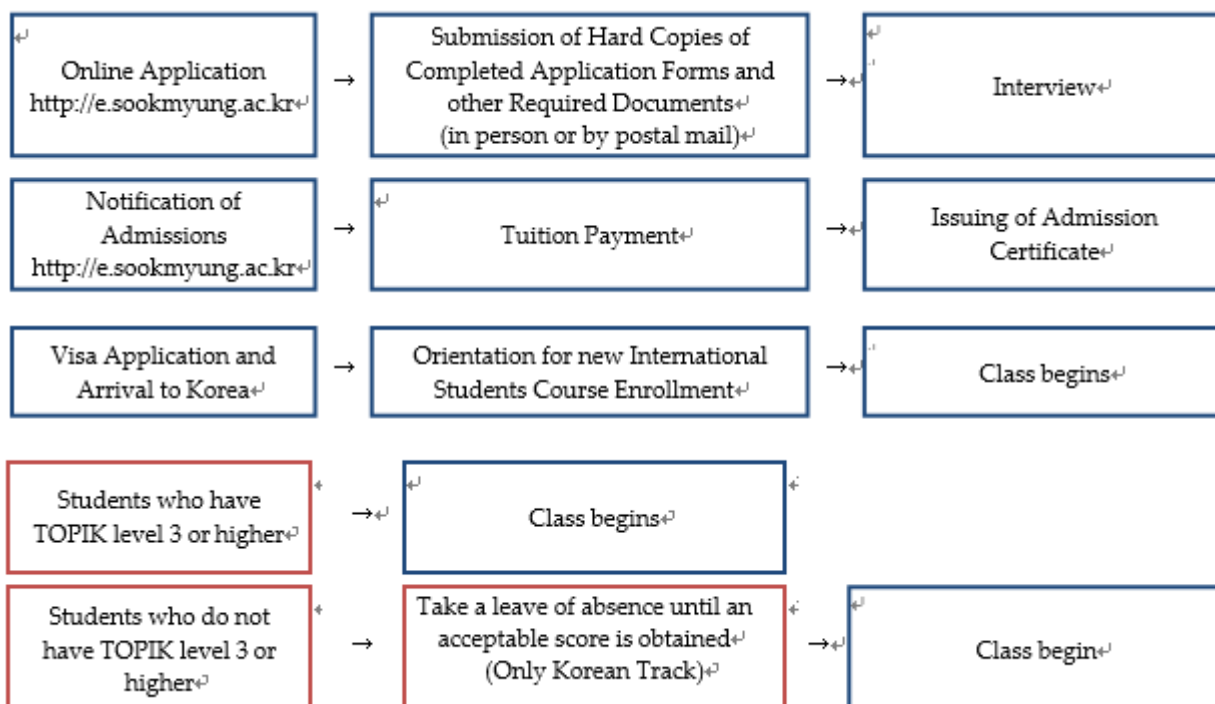 Online Application
http://e.sookmyung.ac.kr
→
Submission of Hard Copies of
Completed Application Forms and
other Required Documents
(in person or by postal mail)
→
Interview
Notification of
Admissions
http://e.sookmyung.ac.kr
→
Tuition Payment
→
Issuing of Admission
Certificate
Visa Application and
Arrival to Korea
→
Orientation for new International
Students Course Enrollment
→
Class begins
Students who have
TOPIK level 3 or higher
→
Class begins
Students who do not
have TOPIK level 3 or
higher
→
Take a leave of absence until an
acceptable score is obtained
(Only Korean Track)
→
Class begin